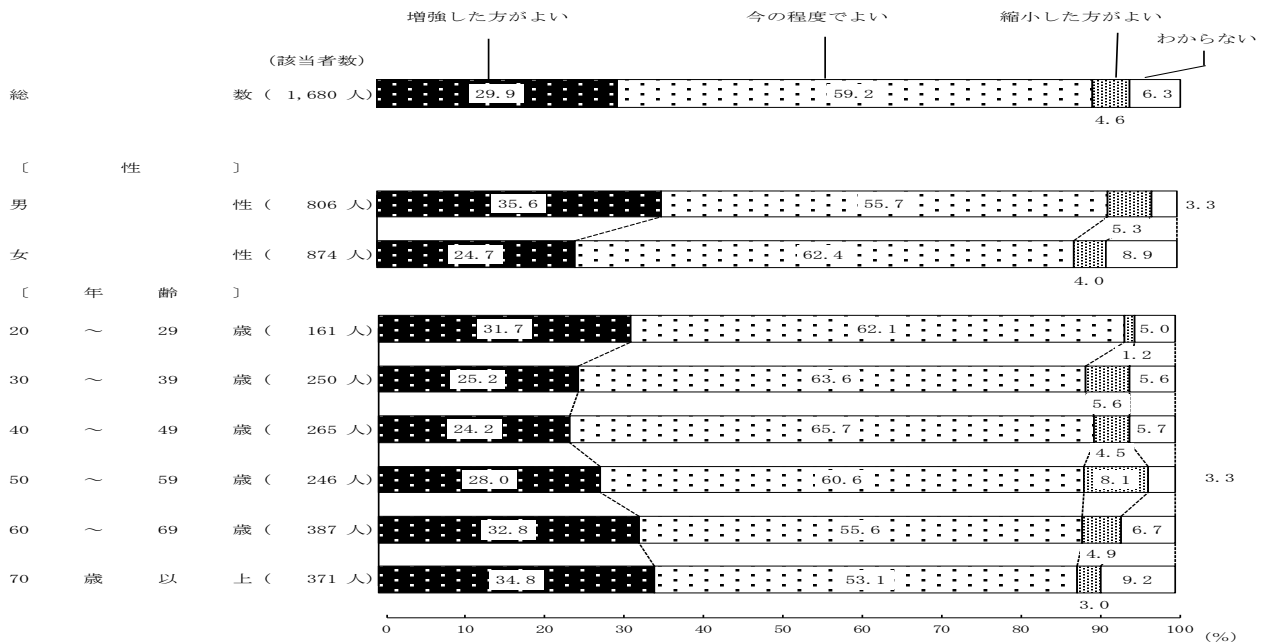 増強した方がよい 今の程度でよい 縮小した方がよい
わからない
(該当者数)
総 数 ( 1,680 人) 29.9 59.2 6.3
4.6
〔 性 〕
男 性 ( 806 人) 35.6 55.7 3.3
5.3
女 性 ( 874 人) 24.7 62.4 8.9
4.0
〔 年 齢 〕
20 ～ 29 歳 ( 161 人) 31.7 62.1 5.0
1.2
30 ～ 39 歳 ( 250 人) 25.2 63.6 5.6
5.6
40 ～ 49 歳 ( 265 人) 24.2 65.7 5.7
4.5
50 ～ 59 歳 ( 246 人) 28.0 60.6 8.1 3.3
60 ～ 69 歳 ( 387 人) 32.8 55.6 6.7
4.9
70 歳 以 上 ( 371 人) 34.8 53.1 9.2
3.0
0 10 20 30 40 50 60 70 80 90 100
(%)